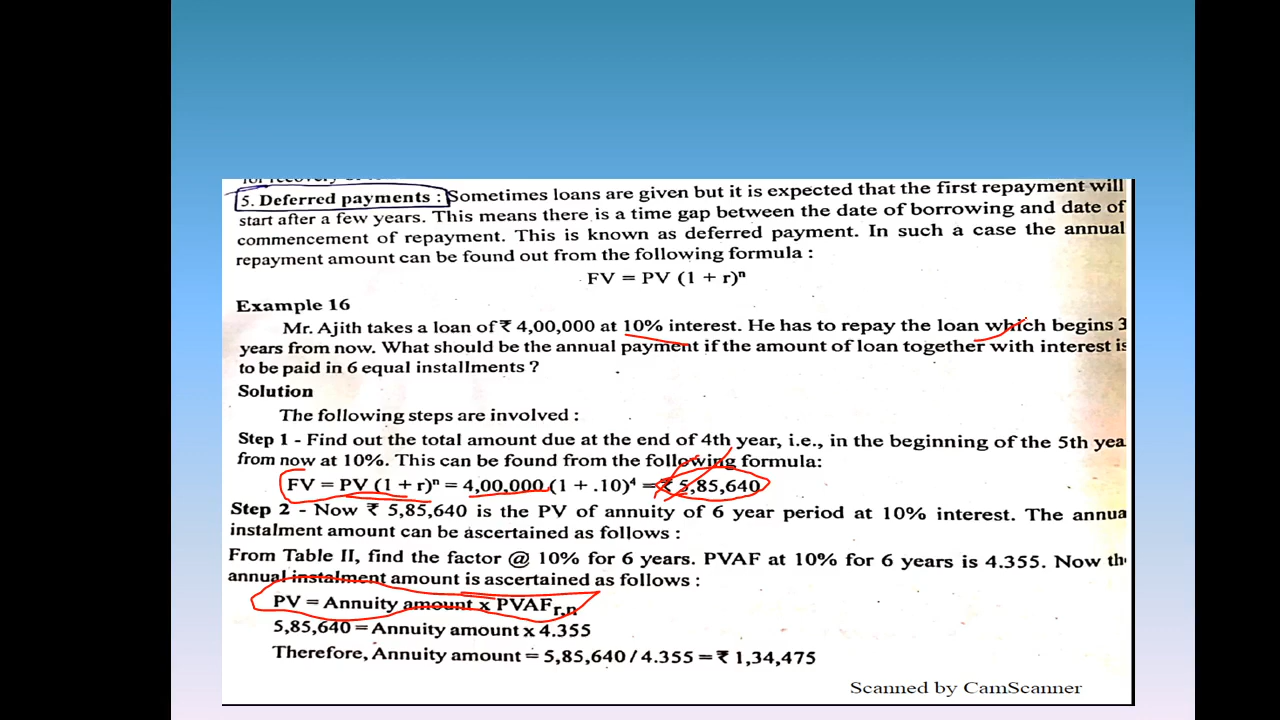 for recovery
5. Deferred payments : Sometimes loans are given but it is expected that the first repayment will
start after a few years. This means there is a time gap between the date of borrowing and date of
commencement of repayment. This is known as deferred payment. In such a case the annual
repayment amount can be found out from the following formula :
FV = PV (1 + r)ⁿ
Example 16
Mr. Ajith takes a loan of ₹ 4,00,000 at 10% interest. He has to repay the loan which begins 3
years from now. What should be the annual payment if the amount of loan together with interest is
to be paid in 6 equal installments ?
Solution
The following steps are involved :
Step 1 - Find out the total amount due at the end of 4th year, i.e., in the beginning of the 5th yea
from now at 10%. This can be found from the following formula:
FV = PV (1 + r)ⁿ = 4,00,000 (1 + .10)⁴ = ₹ 5,85,640
Step 2 - Now ₹ 5,85,640 is the PV of annuity of 6 year period at 10% interest. The annua
instalment amount can be ascertained as follows :
From Table II, find the factor @ 10% for 6 years. PVAF at 10% for 6 years is 4.355. Now th
annual instalment amount is ascertained as follows :
PV = Annuity amount x PVAF r,n
5,85,640 = Annuity amount x 4.355
Therefore, Annuity amount = 5,85,640 / 4.355 = ₹ 1,34,475
Scanned by CamScanner